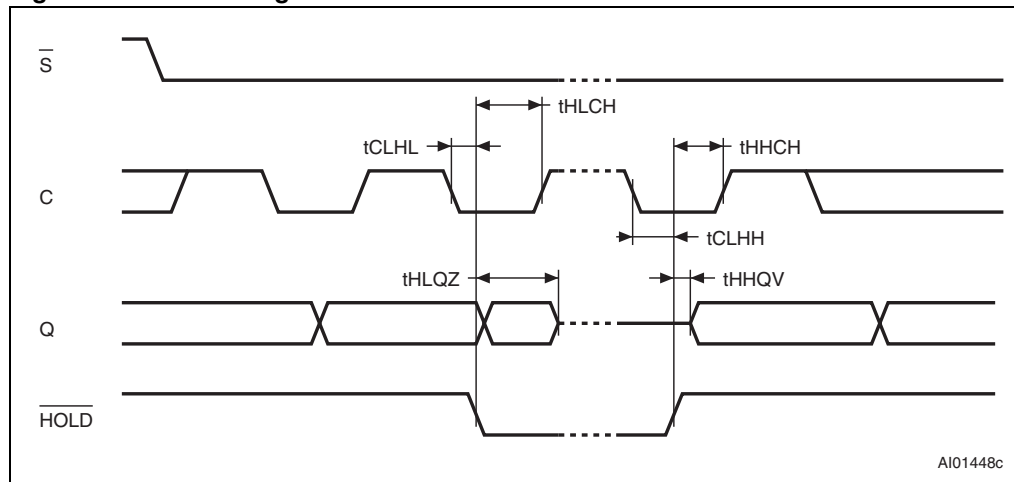 S
tHLCH
tCLHL
tHHCH
C
tCLHH
tHLQZ
tHHQV
Q
HOLD
AI01448c